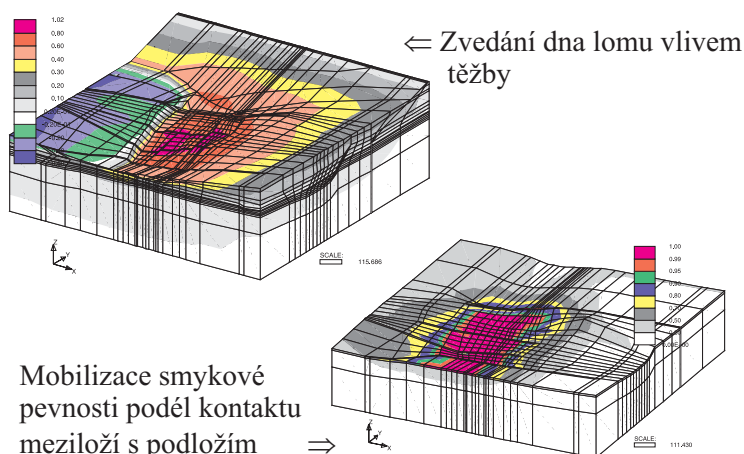 1.02
0.80
0.60
0.40
0.30
0.20
0.10
⇐ Zvedání dna lomu vlivem
těžby
SCALE:
115.686
Z
Y
X
1.00
0.99
0.95
0.90
0.80
0.70
Mobilizace smykové
pevnosti podél kontaktu
meziloží s podložím ⇒
Z
Y
X
SCALE:
111.430